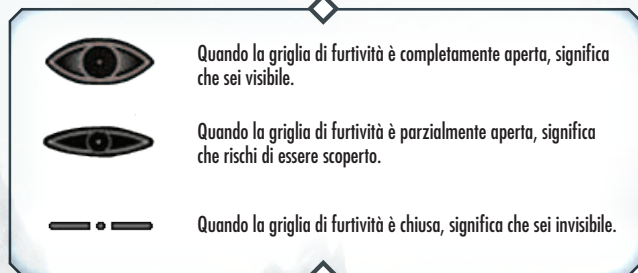 Quando la griglia di furtività è completamente aperta, significa
che sei visibile.
Quando la griglia di furtività è parzialmente aperta, significa
che rischi di essere scoperto.
Quando la griglia di furtività è chiusa, significa che sei invisibile.